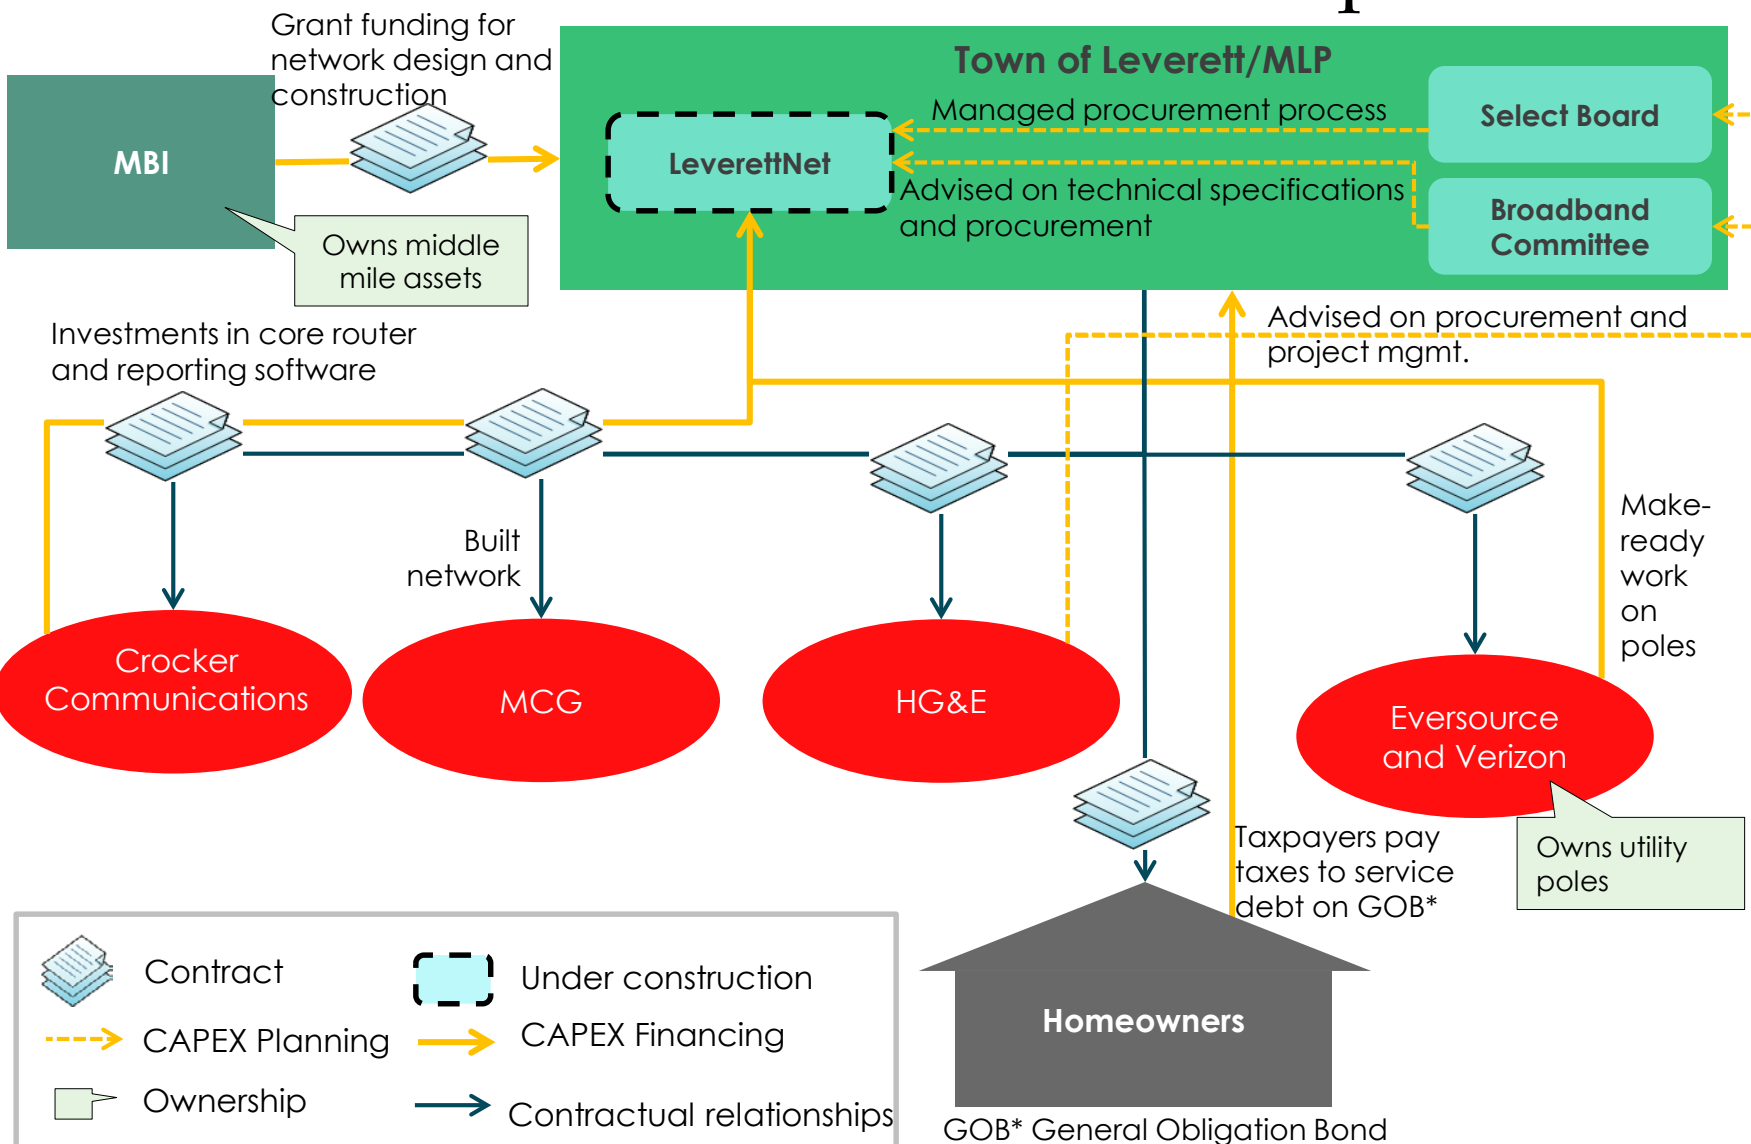 Grant funding for
network design and
construction
Town of Leverett/MLP
Managed procurement process
Select Board
MBI
LeverettNet
Advised on technical specifications
and procurement
Broadband
Committee
Owns middle
mile assets
Investments in core router
and reporting software
Advised on procurement and
project mgmt.
Built
network
Make-
ready
work
on
poles
Crocker
Communications
MCG
HG&E
Eversource
and Verizon
Taxpayers pay
taxes to service
debt on GOB*
Owns utility
poles
Contract
Under construction
CAPEX Planning
CAPEX Financing
Ownership
Contractual relationships
Homeowners
GOB* General Obligation Bond